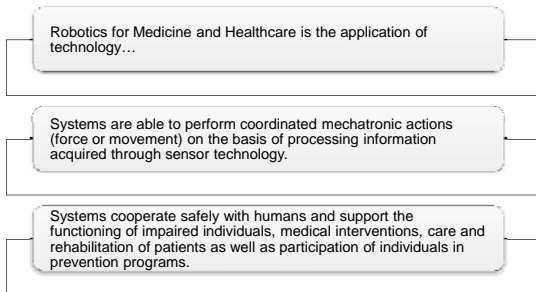 Robotics for Medicine and Healthcare is the application of
technology…
Systems are able to perform coordinated mechatronic actions
(force or movement) on the basis of processing information
acquired through sensor technology.
Systems cooperate safely with humans and support the
functioning of impaired individuals, medical interventions, care and
rehabilitation of patients as well as participation of individuals in
prevention programs.